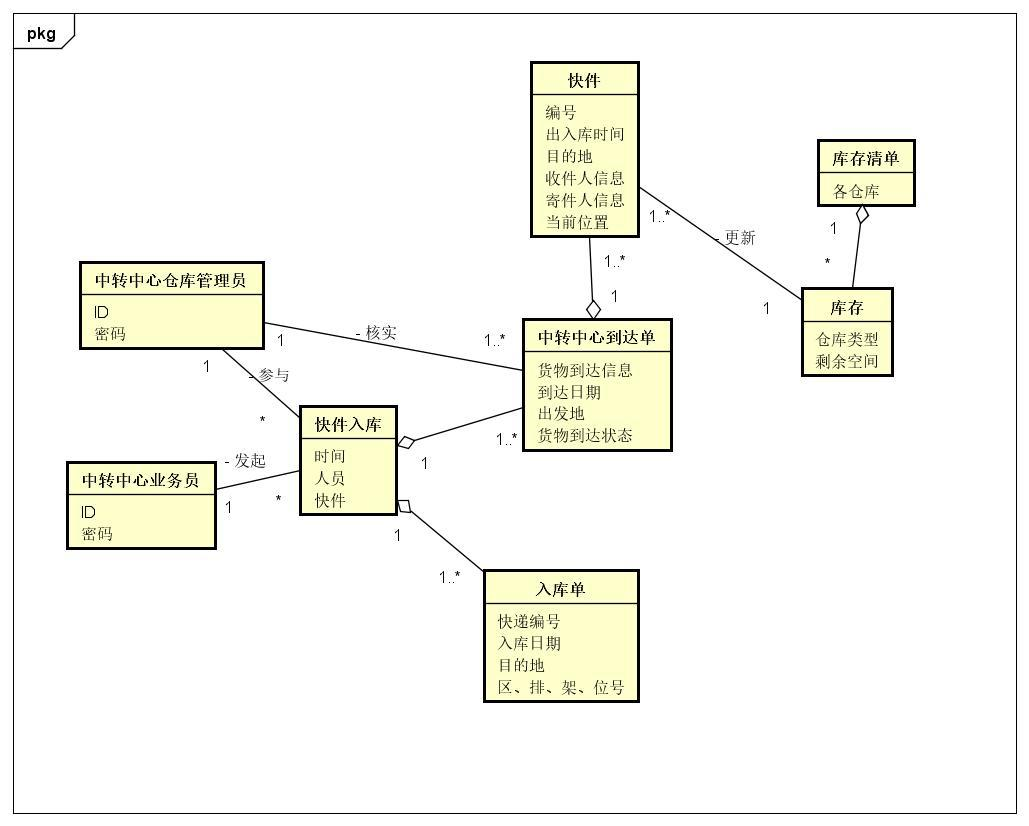 pkg
快件
编号
出入库时间
目的地
收件人信息
寄件人信息
当前位置
库存清单
各仓库
1..*
- 更新
1
*
1
1..*
1
库存
仓库类型
剩余空间
中转中心仓库管理员
ID
密码
1
- 核实
1..*
中转中心到达单
货物到达信息
到达日期
出发地
货物到达状态
1
- 参与
*
快件入库
时间
人员
快件
1
1..*
中转中心业务员
ID
密码
- 发起
1
*
1
1..*
入库单
快递编号
入库日期
目的地
区、排、架、位号